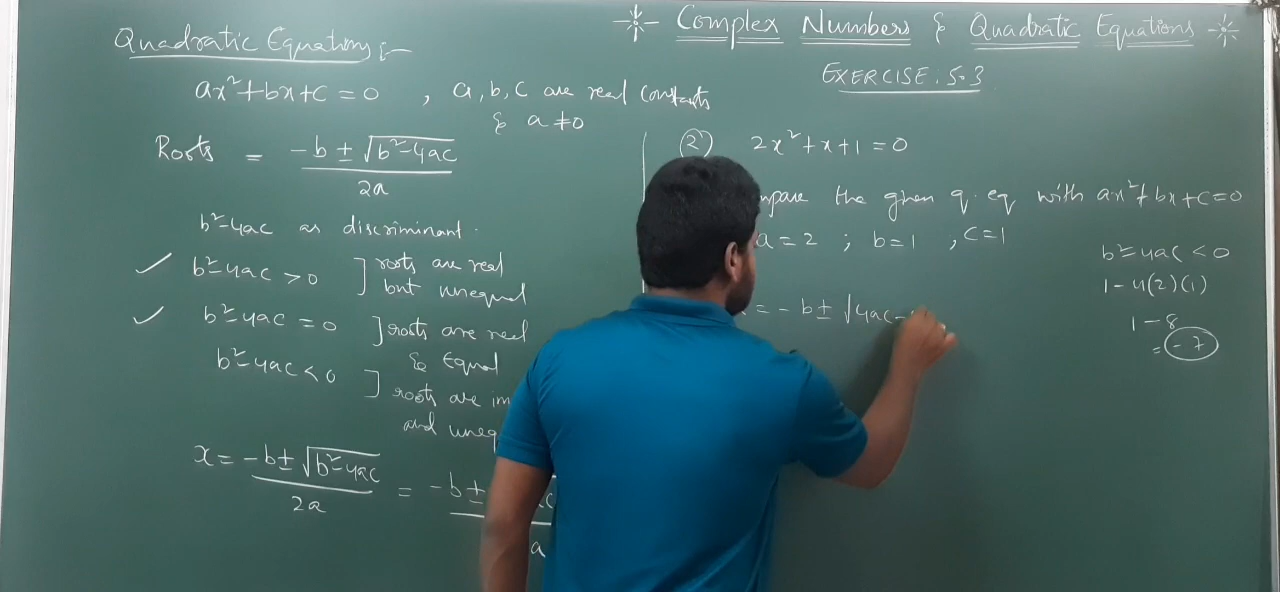 Quadratic Equations :-
ax²+bx+c = 0 , a, b, c are real constants
& a ≠ 0
Roots = -b ± √b²-4ac
2a
b²-4ac as discriminant.
✓ b²-4ac > 0 ] roots are real
but unequal
✓ b²-4ac = 0 ] roots are real
& Equal
b²-4ac < 0 ] roots are
and
x = -b ± √b²-4ac = -b ±
2a
a
Complex Numbers & Quadratic Equations
EXERCISE. 5.3
② 2x²+x+1 = 0
the given q. eq with ax²+bx+c=0
a = 2 ; b = 1 , c = 1
= -b ± √4ac-
b²-4ac < 0
1-4(2)(1)
1-8
= -7